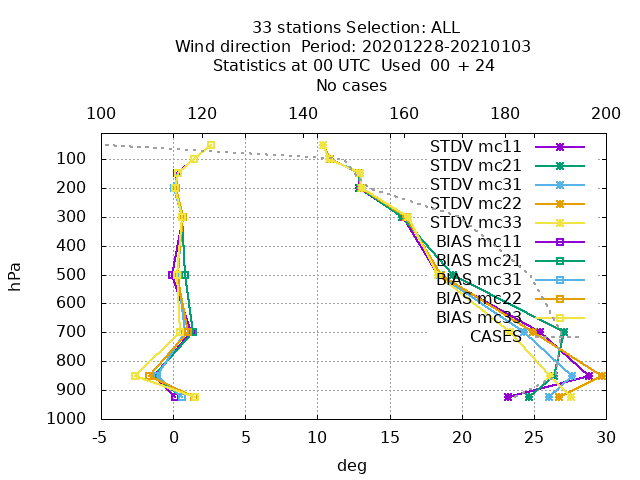 33 stations Selection: ALL
Wind direction  Period: 20201228-20210103
Statistics at 00 UTC  Used  00 + 24
No cases
100 120 140 160 180 200
STDV mc11
100
STDV mc21
STDV mc31
200
STDV mc22
300
STDV mc33
BIAS mc11
400
BIAS mc21
500
BIAS mc31
600
BIAS mc22
BIAS mc33
700
CASES
800
900
1000
-5 0 5 10 15 20 25 30
hPa
deg